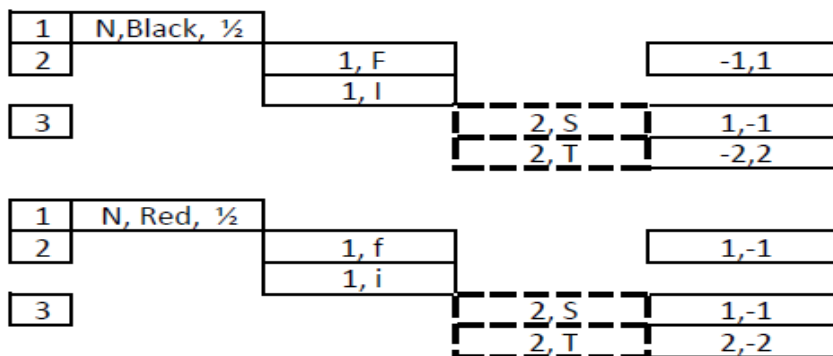 1 N,Black, ½
2 1, F -1,1
1, I
3 2, S 1,-1
2, T -2,2
1 N, Red, ½
2 1, f 1,-1
1, i
3 2, S 1,-1
2, T 2,-2